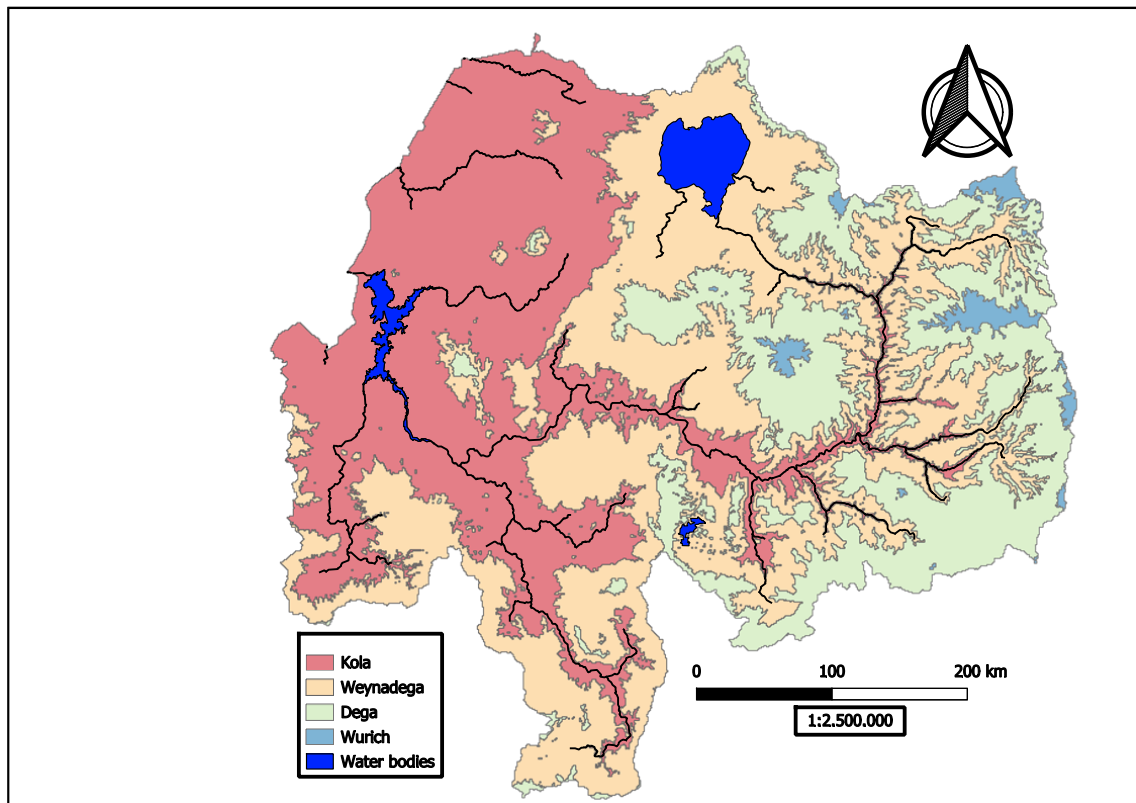 Kola
Weynadega
Dega
Wurich
Water bodies
0 100 200 km
1:2.500.000